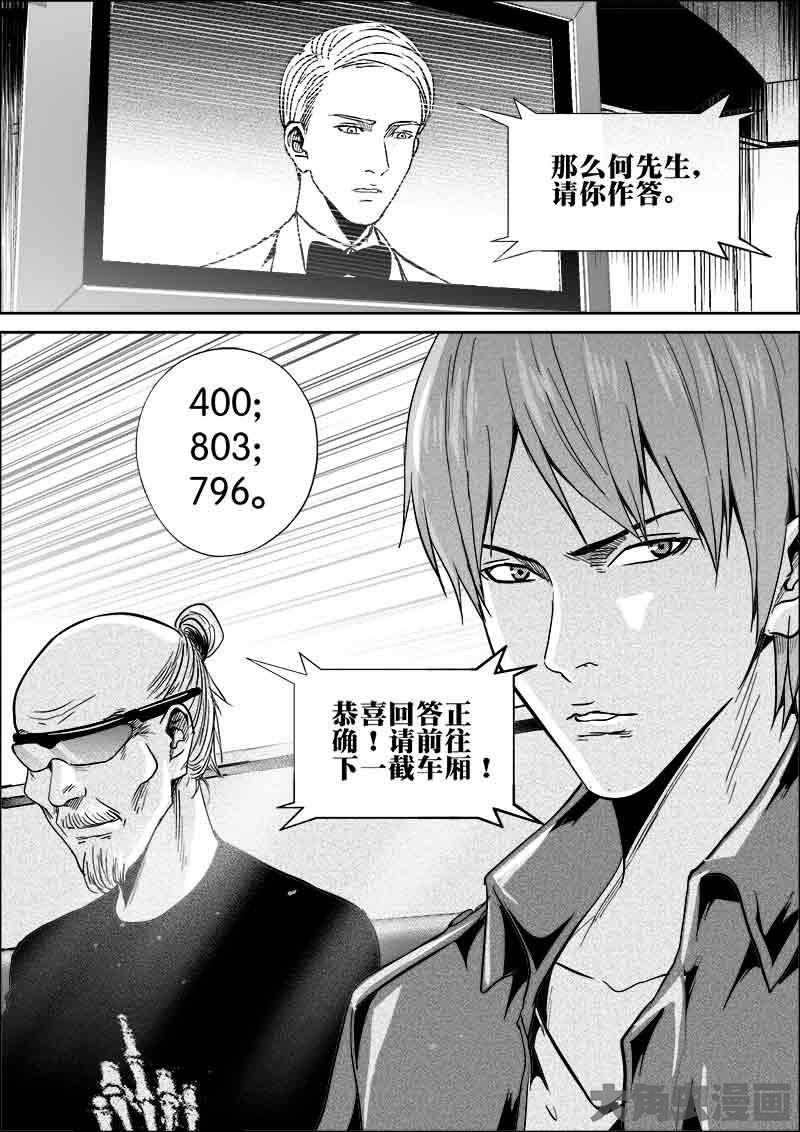 那么何先生,
请你作答。
400;
803;
796。
恭喜回答正
确！请前往
下一截车厢！
大角虫漫画